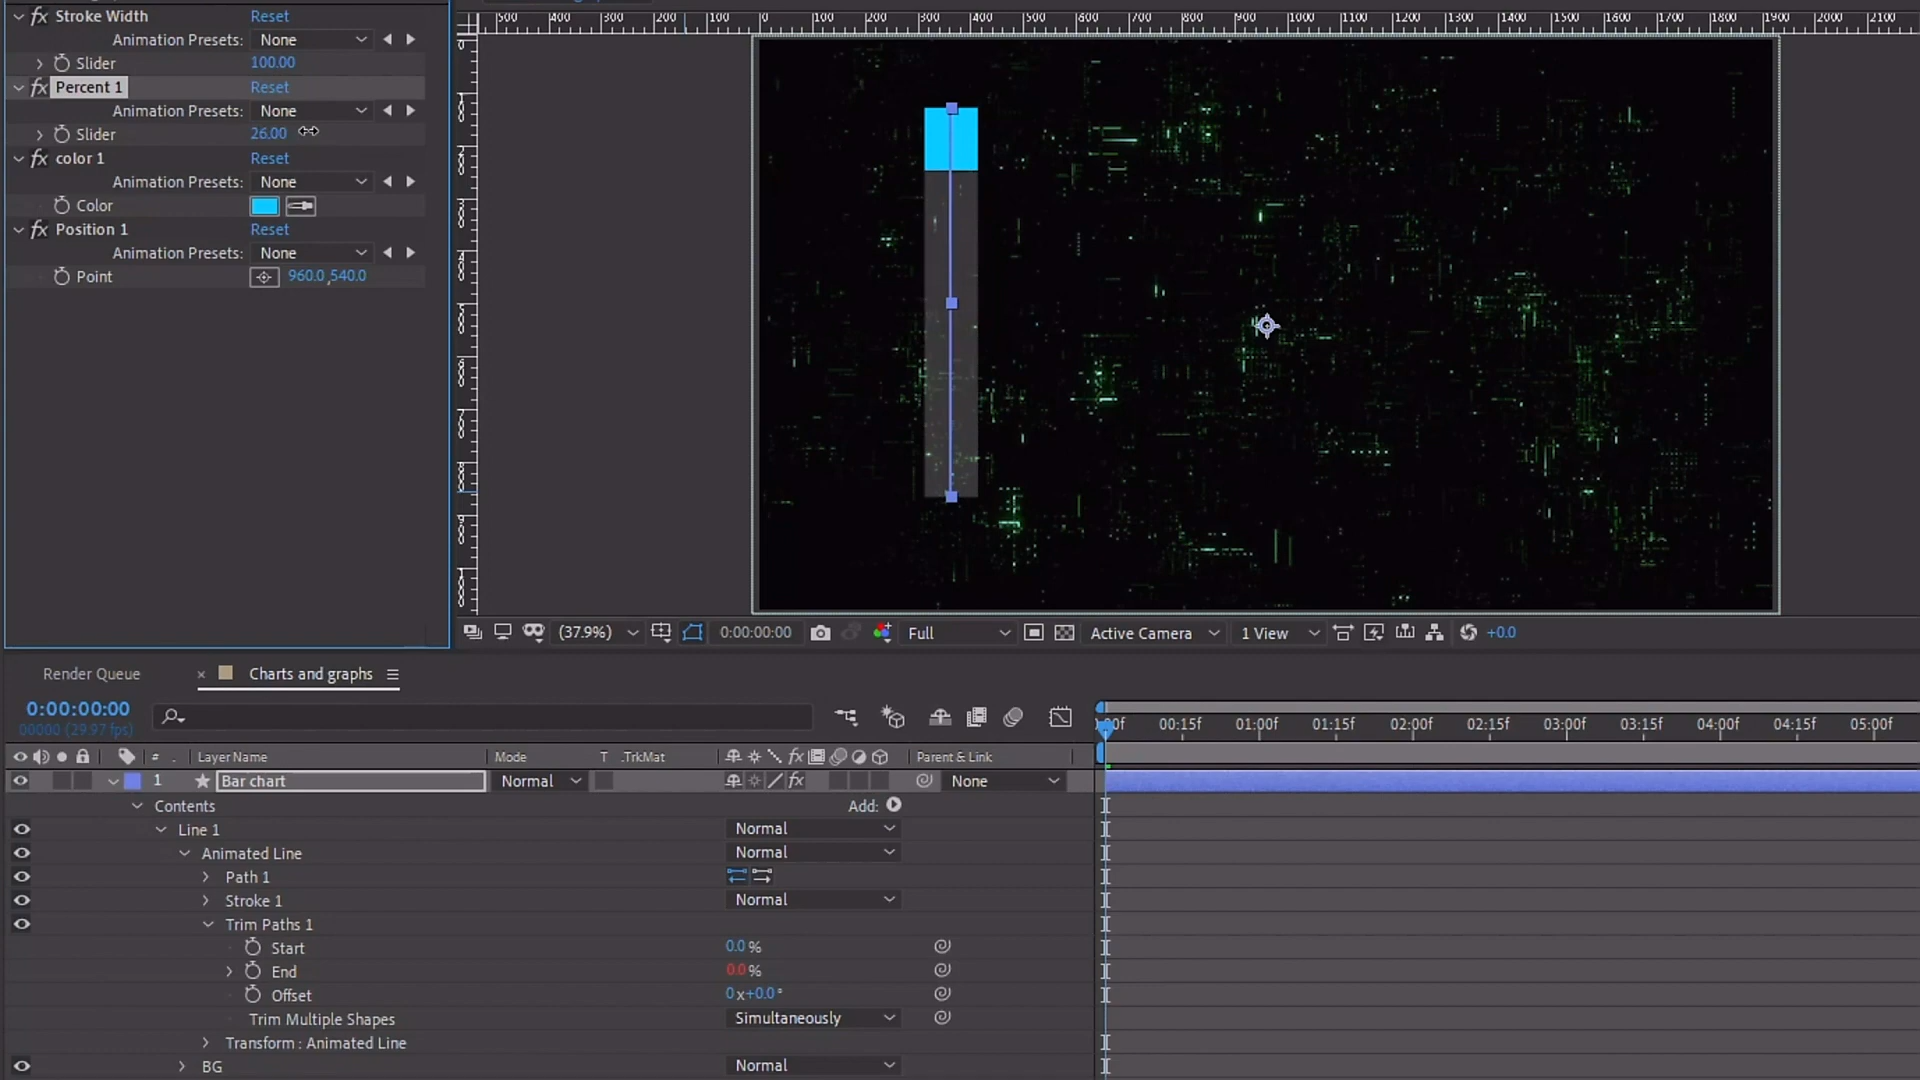 Stroke Width Reset
Animation Presets: None
Slider 100.00
Percent 1 Reset
Animation Presets: None
Slider 26.00
color 1 Reset
Animation Presets: None
Color
Position 1 Reset
Animation Presets: None
Point 960.0,540.0
500 400 300 200 100 0 100 200 300 400 500 600 700 800 900 1000 1100 1200 1300 1400 1500 1600 1700 1800 1900 2000 2100
(37.9%) 0:00:00:00 Full Active Camera 1 View +0.0
Render Queue × Charts and graphs
0:00:00:00
00000 (29.97 fps)
00f 00:15f 01:00f 01:15f 02:00f 02:15f 03:00f 03:15f 04:00f 04:15f 05:00f
# . Layer Name Mode T .TrkMat Parent & Link
1 Bar chart Normal None
Contents Add:
Line 1 Normal
Animated Line Normal
Path 1
Stroke 1 Normal
Trim Paths 1
Start 0.0 %
End 0.0 %
Offset 0 x+0.0 °
Trim Multiple Shapes Simultaneously
Transform : Animated Line
BG Normal